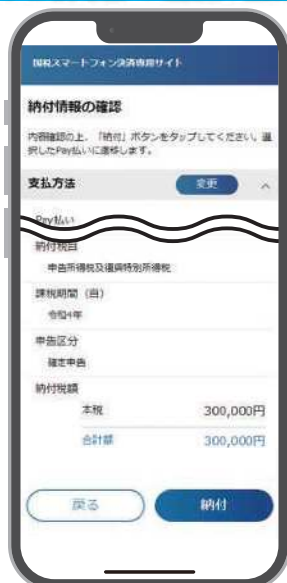 国税スマートフォン決済専用サイト
納付情報の確認
内容確認の上、「納付」ボタンをタップしてください。選
択したPay払いに遷移します。
支払方法
変更
Pay払い
納付税目
申告所得税及復興特別所得税
課税期間（自）
令和4年
申告区分
確定申告
納付税額
本税 300,000円
合計額 300,000円
戻る
納付